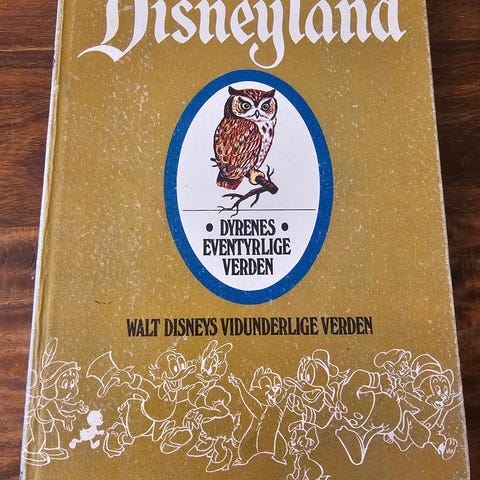 Disneyland
• DYRENES •
EVENTYRLIGE
VERDEN
WALT DISNEYS VIDUNDERLIGE VERDEN